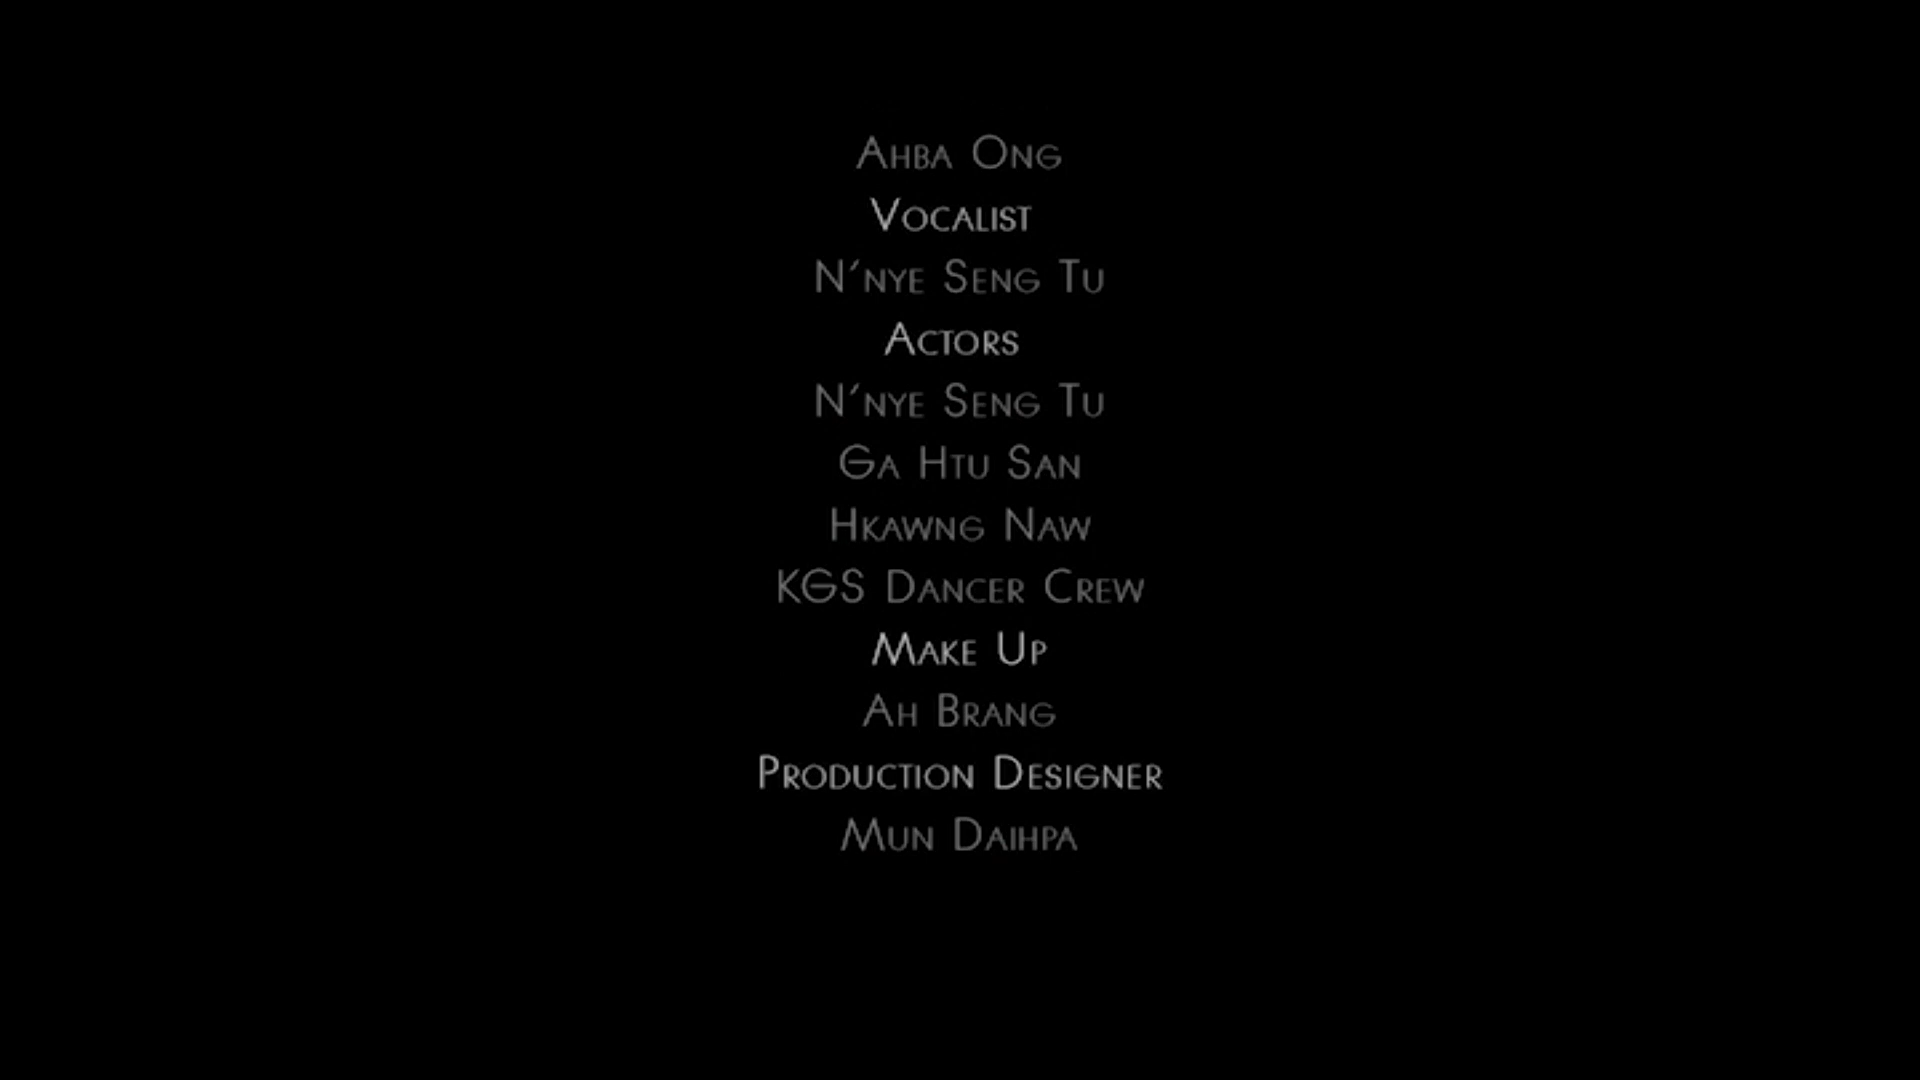 Ahba Ong
Vocalist
N'nye Seng Tu
Actors
N'nye Seng Tu
Ga Htu San
Hkawng Naw
KGS Dancer Crew
Make Up
Ah Brang
Production Designer
Mun Daihpa